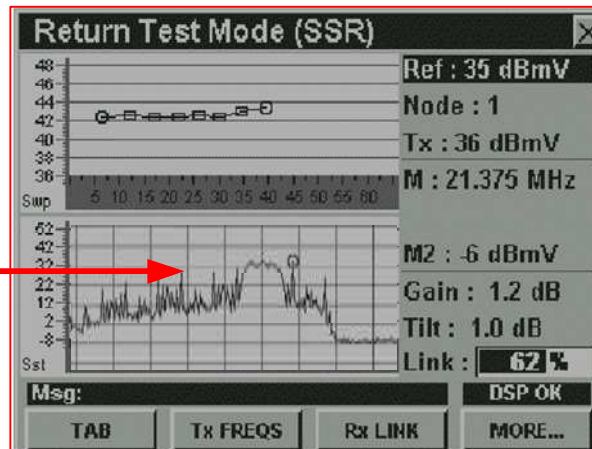 Return Test Mode (SSR)
48
46
44
42
40
38
36
Swp
5 10 15 20 25 30 35 40 45 50 55 60
52
42
32
22
12
2
-8
Sst
Ref : 35 dBmV
Node : 1
Tx : 36 dBmV
M : 21.375 MHz
M2 : -6 dBmV
Gain : 1.2 dB
Tilt : 1.0 dB
Link : 62 %
Msg:
DSP OK
TAB
Tx FREQS
Rx LINK
MORE...